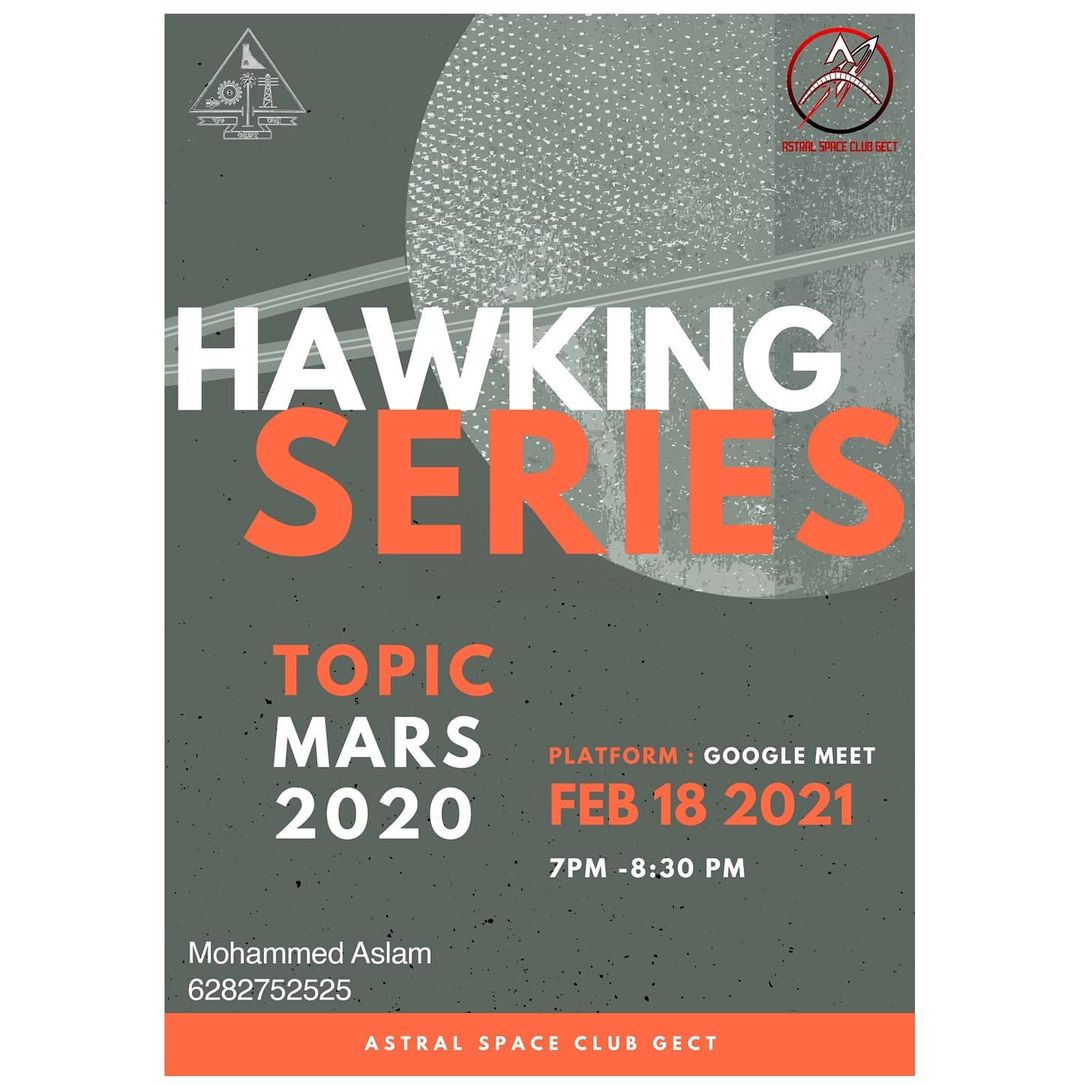 ASTRAL SPACE CLUB GECT
HAWKING
SERIES
TOPIC
MARS
2020
PLATFORM : GOOGLE MEET
FEB 18 2021
7PM -8:30 PM
Mohammed Aslam
6282752525
ASTRAL SPACE CLUB GECT